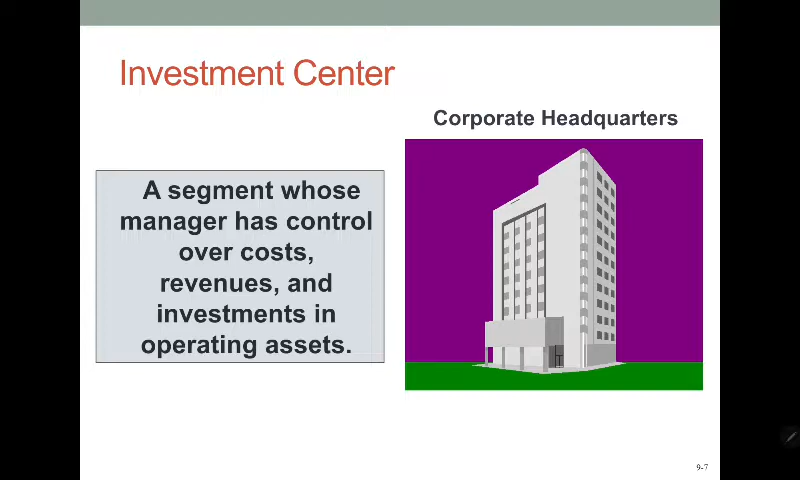 Investment Center
Corporate Headquarters
A segment whose
manager has control
over costs,
revenues, and
investments in
operating assets.
9-7